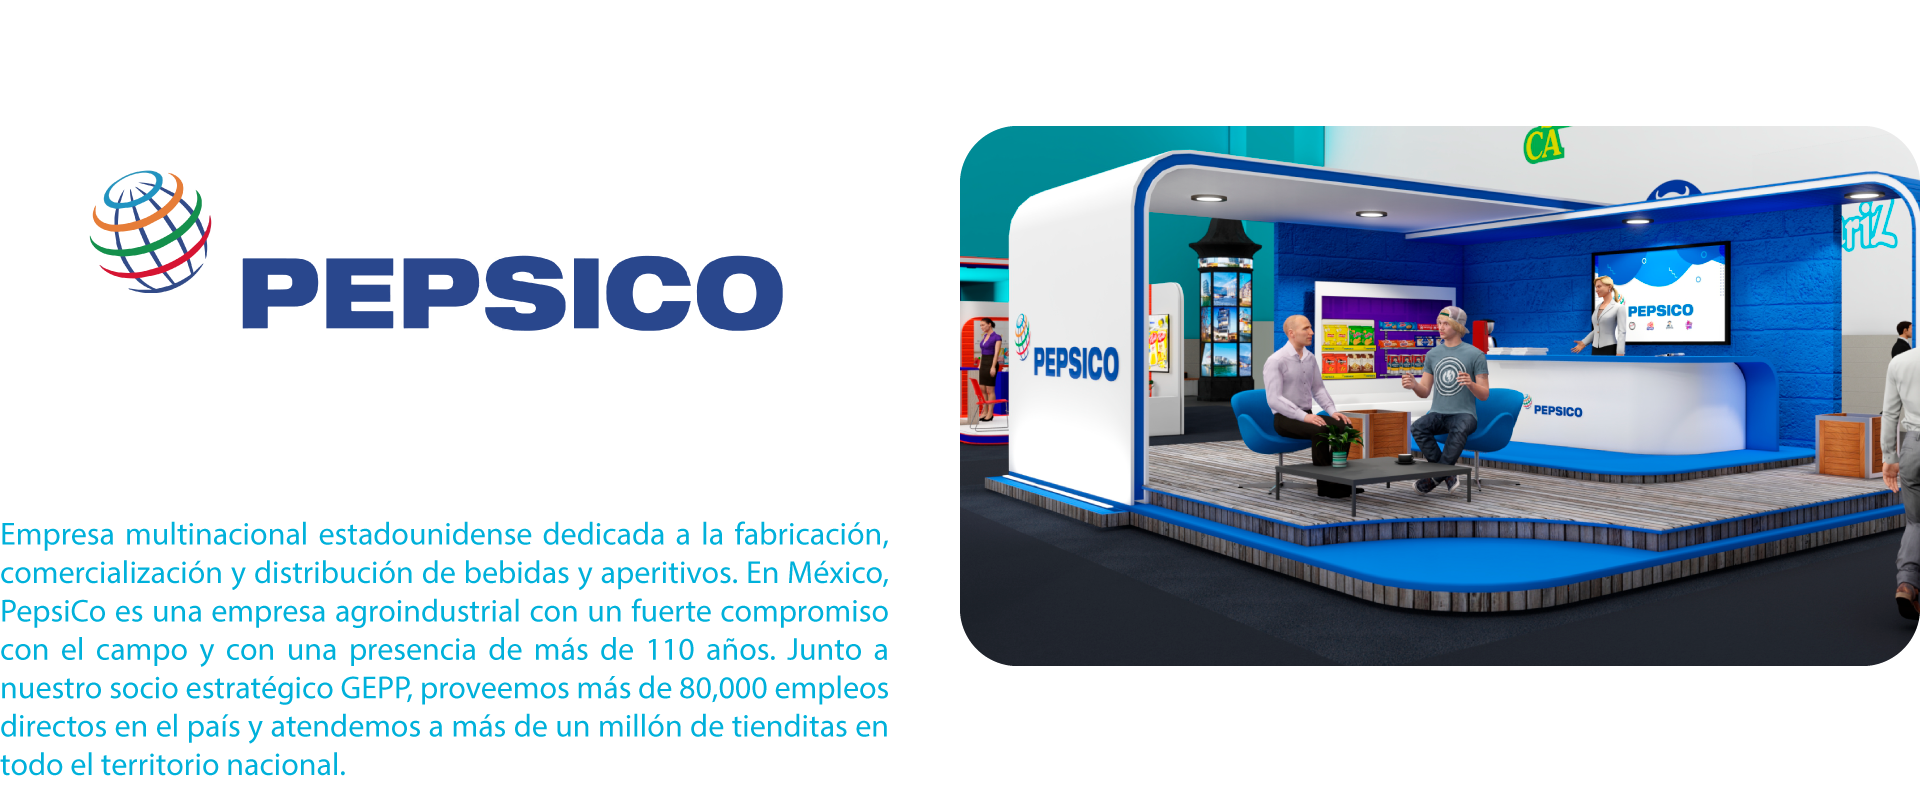 PEPSICO
Empresa multinacional estadounidense dedicada a la fabricación,
comercialización y distribución de bebidas y aperitivos. En México,
PepsiCo es una empresa agroindustrial con un fuerte compromiso
con el campo y con una presencia de más de 110 años. Junto a
nuestro socio estratégico GEPP, proveemos más de 80,000 empleos
directos en el país y atendemos a más de un millón de tienditas en
todo el territorio nacional.
CA
riz
PEPSICO
PEPSICO
PEPSICO